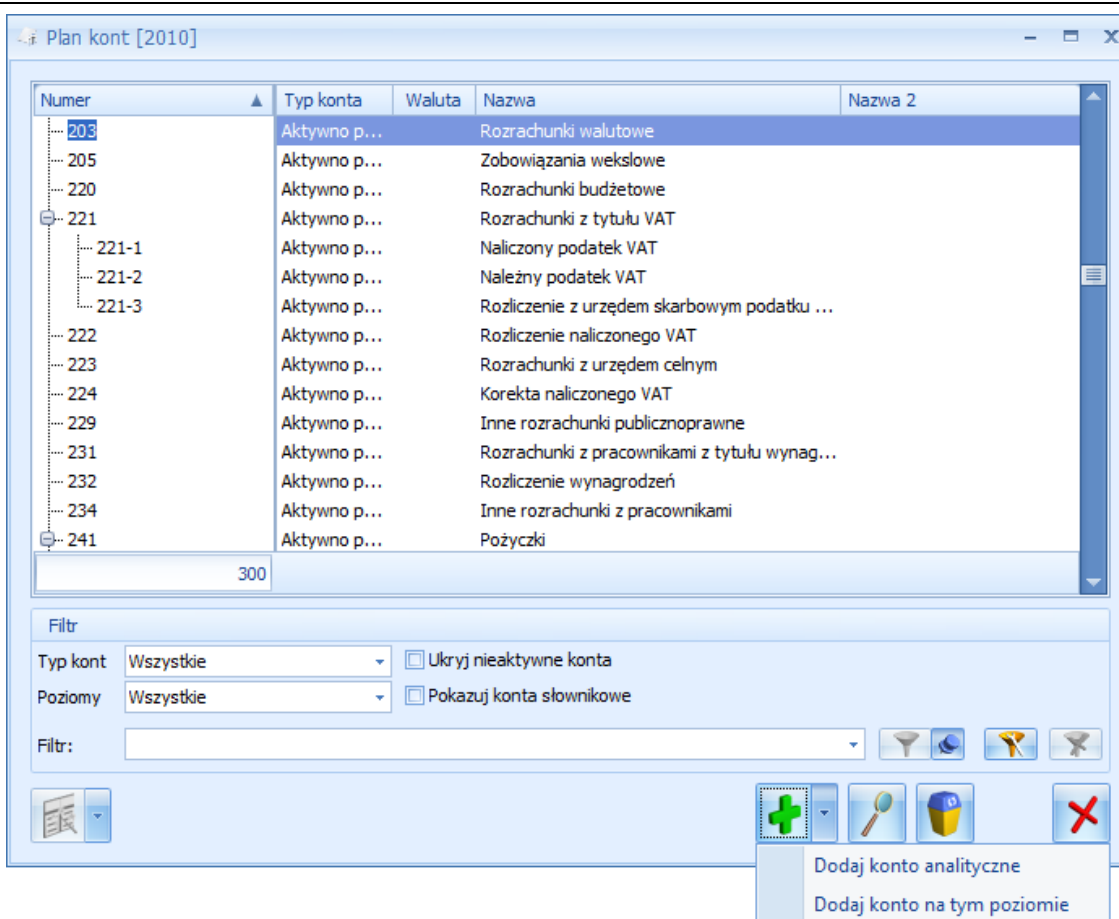 Plan kont [2010]
Numer Typ konta Waluta Nazwa Nazwa 2
203 Aktywno p... Rozrachunki walutowe
205 Aktywno p... Zobowiązania wekslowe
220 Aktywno p... Rozrachunki budżetowe
221 Aktywno p... Rozrachunki z tytułu VAT
221-1 Aktywno p... Naliczony podatek VAT
221-2 Aktywno p... Należny podatek VAT
221-3 Aktywno p... Rozliczenie z urzędem skarbowym podatku ...
222 Aktywno p... Rozliczenie naliczonego VAT
223 Aktywno p... Rozrachunki z urzędem celnym
224 Aktywno p... Korekta naliczonego VAT
229 Aktywno p... Inne rozrachunki publicznoprawne
231 Aktywno p... Rozrachunki z pracownikami z tytułu wynag...
232 Aktywno p... Rozliczenie wynagrodzeń
234 Aktywno p... Inne rozrachunki z pracownikami
241 Aktywno p... Pożyczki
300
Filtr
Typ kont Wszystkie Ukryj nieaktywne konta
Poziomy Wszystkie Pokazuj konta słownikowe
Filtr:
Dodaj konto analityczne
Dodaj konto na tym poziomie